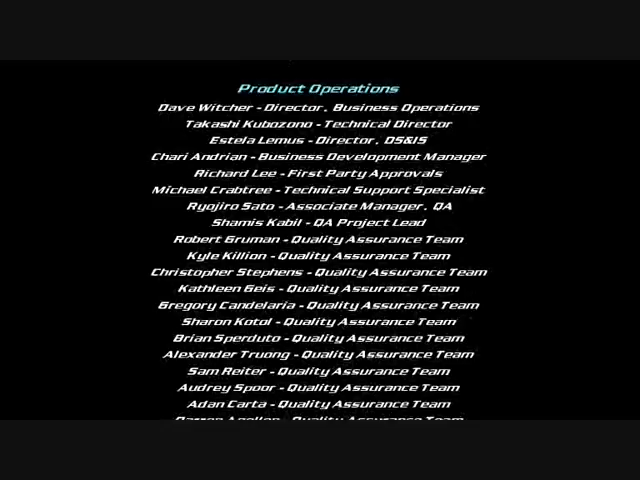 Product Operations
Dave Witcher - Director, Business Operations
Takashi Kubozono - Technical Director
Estela Lemus - Director, DS&IS
Chari Andrian - Business Development Manager
Richard Lee - First Party Approvals
Michael Crabtree - Technical Support Specialist
Ryojiro Sato - Associate Manager, QA
Shamis Kabil - QA Project Lead
Robert Gruman - Quality Assurance Team
Kyle Killion - Quality Assurance Team
Christopher Stephens - Quality Assurance Team
Kathleen Geis - Quality Assurance Team
Gregory Candelaria - Quality Assurance Team
Sharon Kotol - Quality Assurance Team
Brian Sperduto - Quality Assurance Team
Alexander Truong - Quality Assurance Team
Sam Reiter - Quality Assurance Team
Audrey Spoor - Quality Assurance Team
Adan Carta - Quality Assurance Team
- Quality Assurance Team